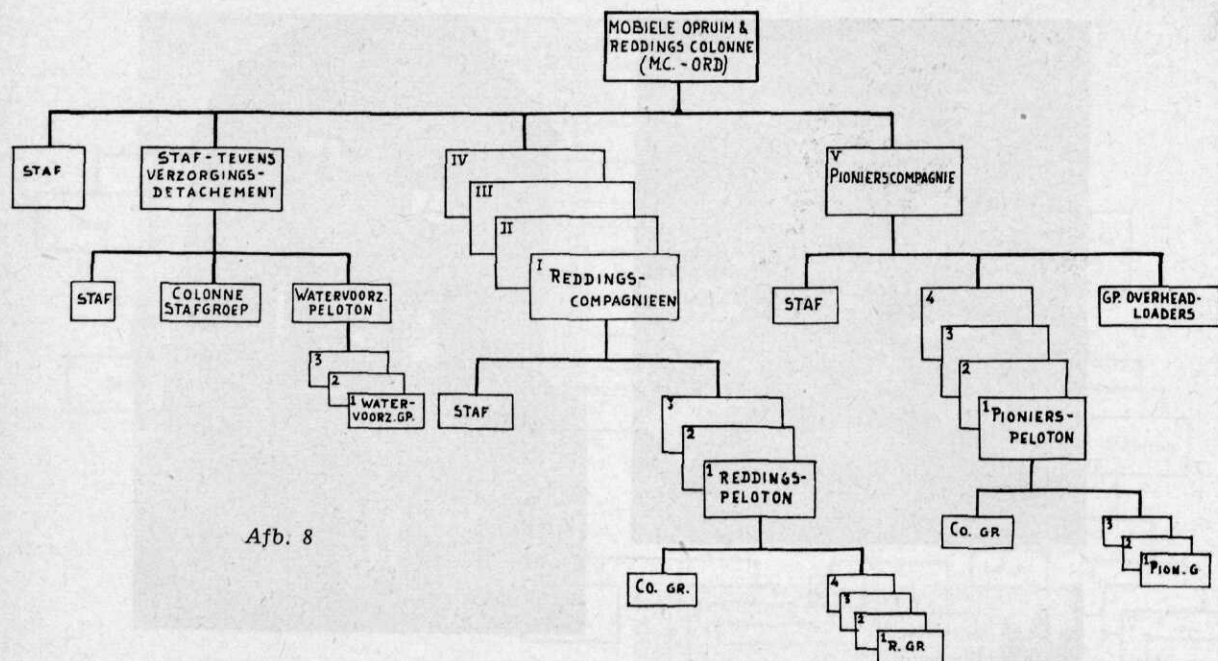 MOBIELE OPRUIM &
REDDINGS COLONNE
(M.C. - ORD)
STAF
STAF - TEVENS
VERZORGINGS-
DETACHEMENT
IV
III
II
I REDDINGS-
COMPAGNIEEN
V
PIONIERSCOMPAGNIE
STAF
COLONNE
STAFGROEP
WATERVOORZ.
PELOTON
3
2
1 WATER-
VOORZ. GP.
STAF
3
2
1 REDDINGS-
PELOTON
CO. GR.
4
3
2
1 R. GR
STAF
4
3
2
1 PIONIERS-
PELOTON
GP. OVERHEAD-
LOADERS
CO. GR
3
2
1 PION. G
Afb. 8